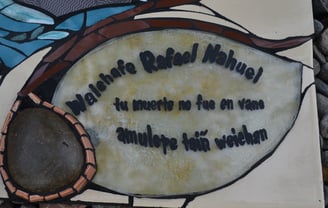 Weichafe Rafael Nahuel
tu muerte no fue en vano
amulepe taiñ weichan